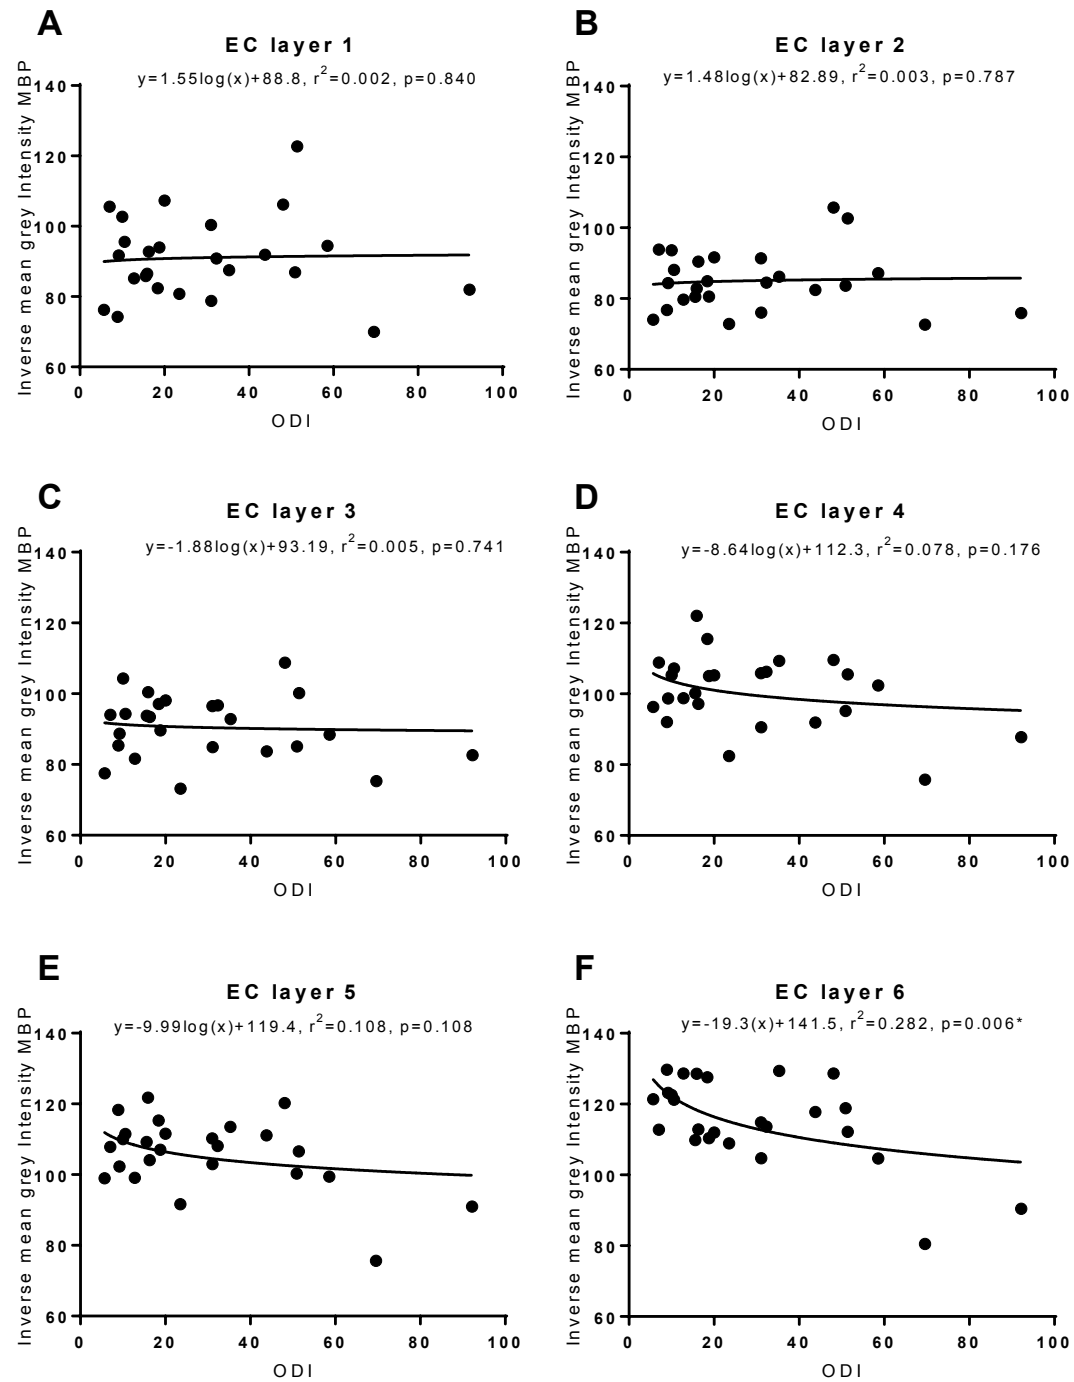 A
EC layer 1
y=1.55log(x)+88.8, r²=0.002, p=0.840
Inverse mean grey Intensity MBP
140
120
100
80
60
0 20 40 60 80 100
ODI
B
EC layer 2
y=1.48log(x)+82.89, r²=0.003, p=0.787
Inverse mean grey Intensity MBP
140
120
100
80
60
0 20 40 60 80 100
ODI
C
EC layer 3
y=-1.88log(x)+93.19, r²=0.005, p=0.741
Inverse mean grey Intensity MBP
140
120
100
80
60
0 20 40 60 80 100
ODI
D
EC layer 4
y=-8.64log(x)+112.3, r²=0.078, p=0.176
Inverse mean grey Intensity MBP
140
120
100
80
60
0 20 40 60 80 100
ODI
E
EC layer 5
y=-9.99log(x)+119.4, r²=0.108, p=0.108
Inverse mean grey Intensity MBP
140
120
100
80
60
0 20 40 60 80 100
ODI
F
EC layer 6
y=-19.3(x)+141.5, r²=0.282, p=0.006*
Inverse mean grey Intensity MBP
140
120
100
80
60
0 20 40 60 80 100
ODI